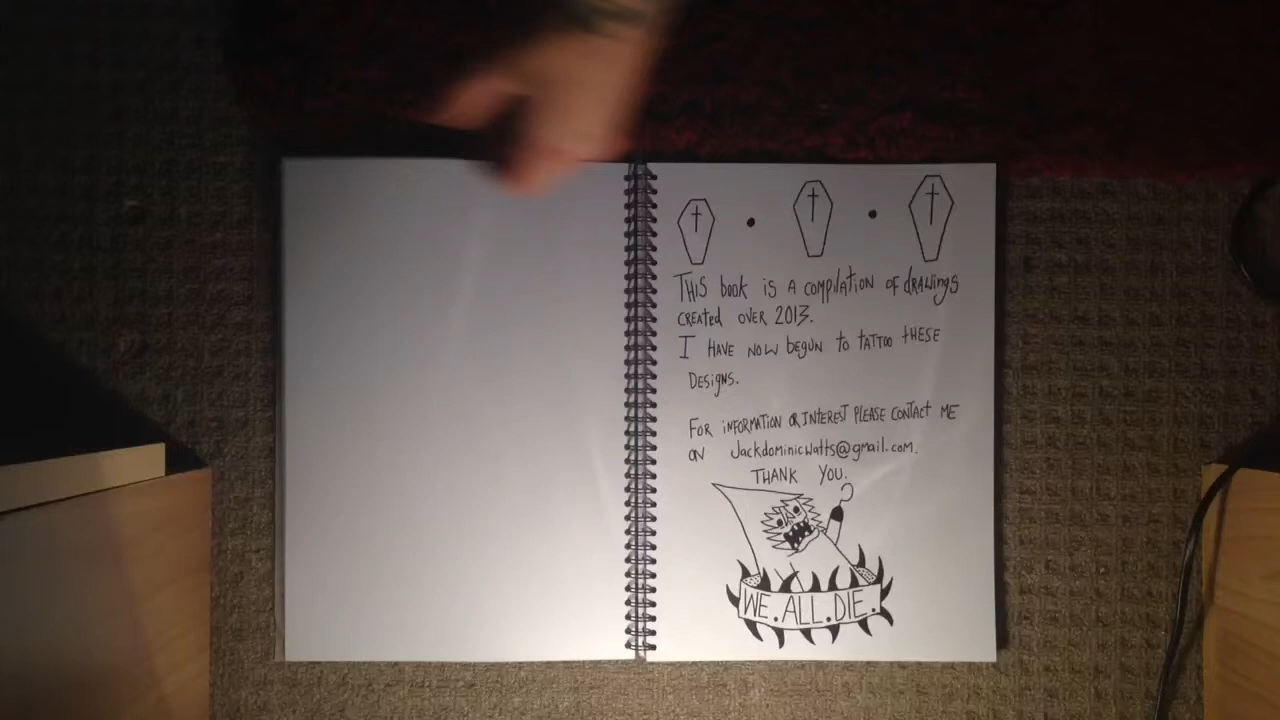 THIS book IS A COMPILATION OF dRAWINGS
CREATEd OVER 2013.
I HAVE NOW BEGUN TO TATTOO THESE
DESIGNS.
FOR INFORMATION OR INTEREST PLEASE CONTACT ME
ON Jackdominicwatts@gmail.com.
THANK YOU.
WE.ALL.DIE.